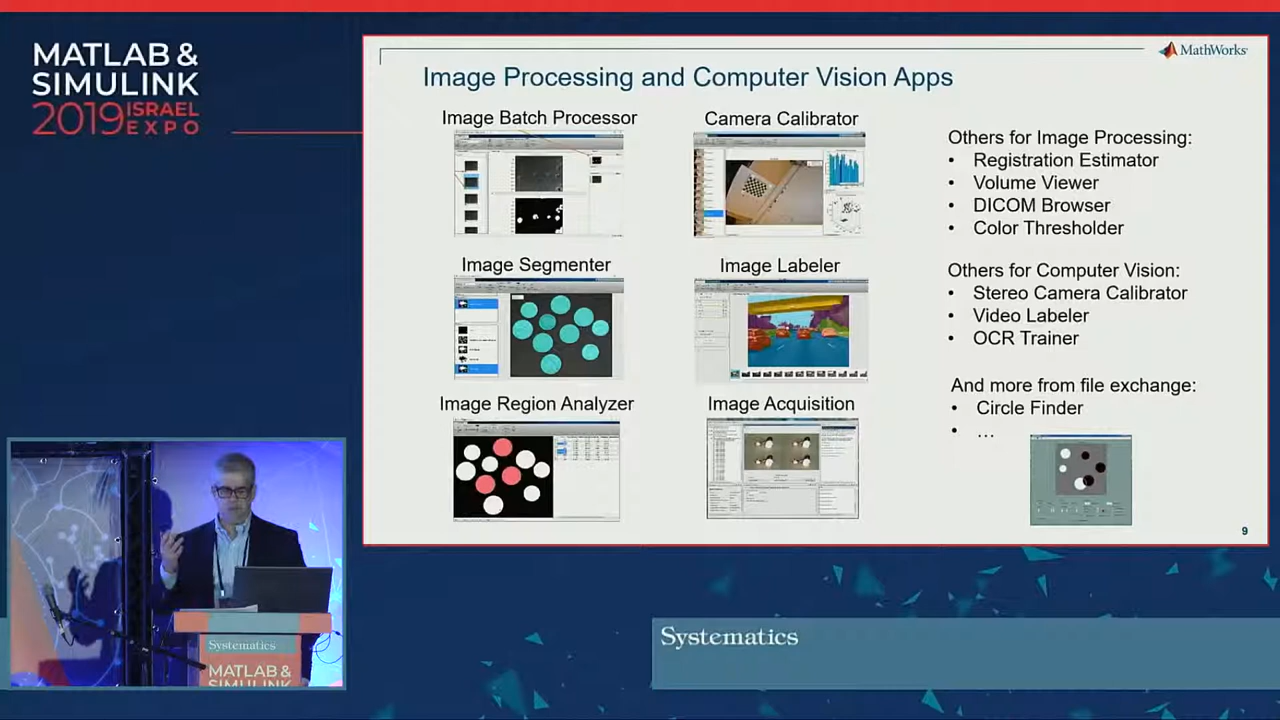 MATLAB &
SIMULINK
2019 ISRAEL
EXPO
MathWorks
Image Processing and Computer Vision Apps
Image Batch Processor
Camera Calibrator
Image Segmenter
Image Labeler
Image Region Analyzer
Image Acquisition
Others for Image Processing:
• Registration Estimator
• Volume Viewer
• DICOM Browser
• Color Thresholder
Others for Computer Vision:
• Stereo Camera Calibrator
• Video Labeler
• OCR Trainer
And more from file exchange:
• Circle Finder
• ...
9
Systematics
MATLAB &
SIMULINK
Systematics